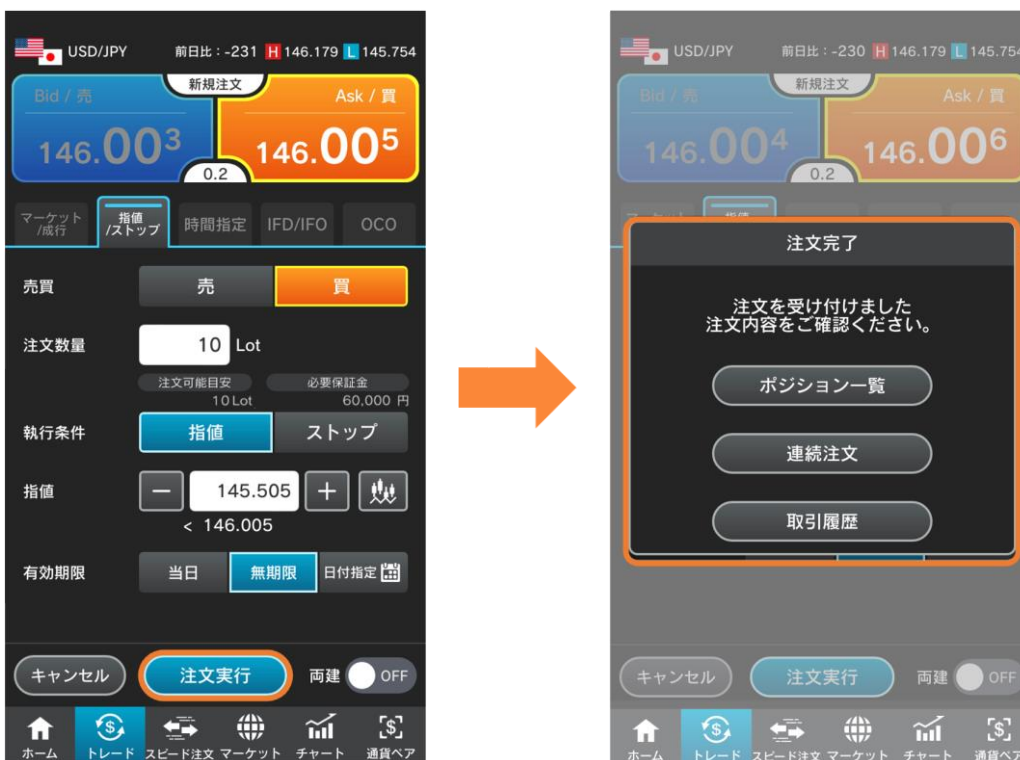 USD/JPY 前日比：-231 H 146.179 L 145.754
新規注文
Bid / 売 Ask / 買
146.003 146.005
0.2
マーケット/成行 指値/ストップ 時間指定 IFD/IFO OCO
売買 売 買
注文数量 10 Lot
注文可能目安 必要保証金
10 Lot 60,000 円
執行条件 指値 ストップ
指値 − 145.505 +
< 146.005
有効期限 当日 無期限 日付指定
キャンセル 注文実行 両建 OFF
ホーム トレード スピード注文 マーケット チャート 通貨ペア
USD/JPY 前日比：-230 H 146.179 L 145.754
新規注文
Bid / 売 Ask / 買
146.004 146.006
0.2
注文完了
注文を受け付けました
注文内容をご確認ください。
ポジション一覧
連続注文
取引履歴
キャンセル 注文実行 両建 OFF
ホーム トレード スピード注文 マーケット チャート 通貨ペア